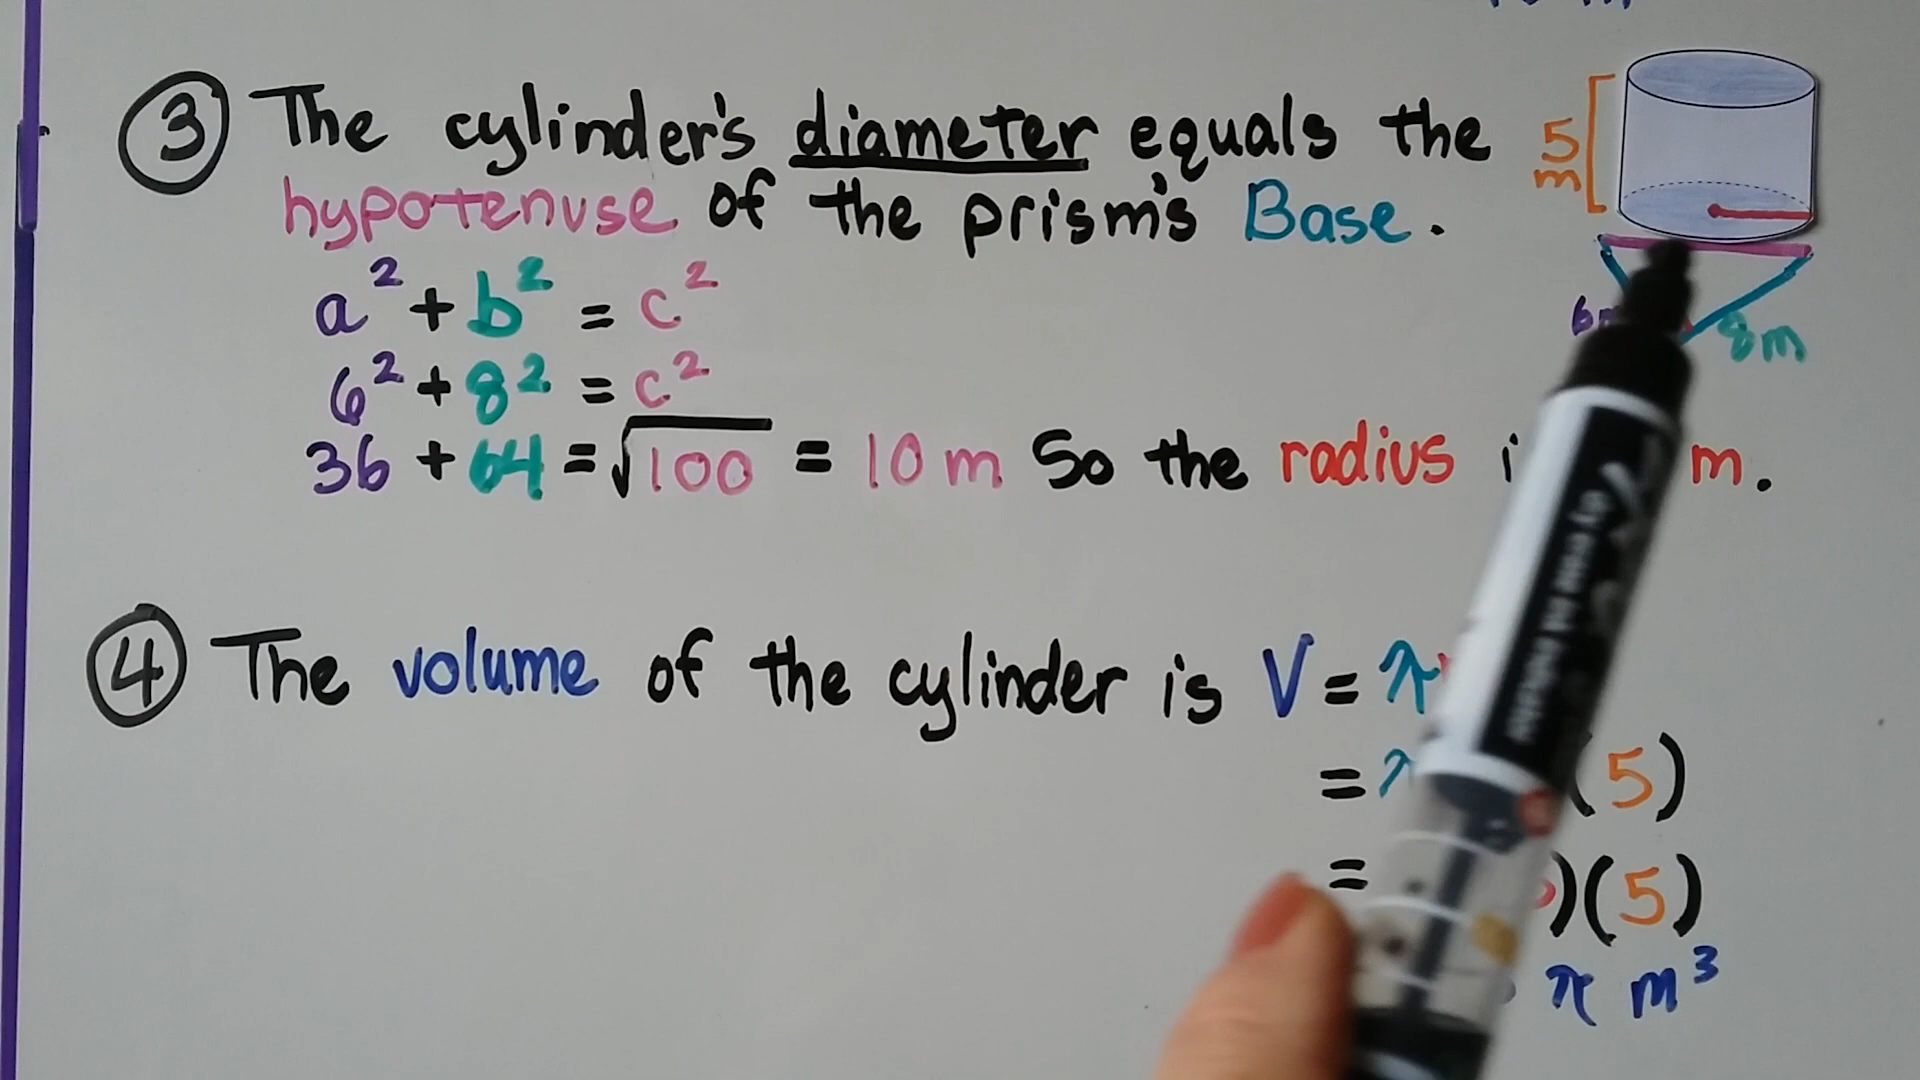 ③ The cylinder's diameter equals the
hypotenuse of the prism's Base.
a² + b² = c²
6² + 8² = c²
36 + 64 = √100 = 10 m So the radius m.
5
m
8m
④ The volume of the cylinder is V = π
= π (5)
= )(5)
π m³